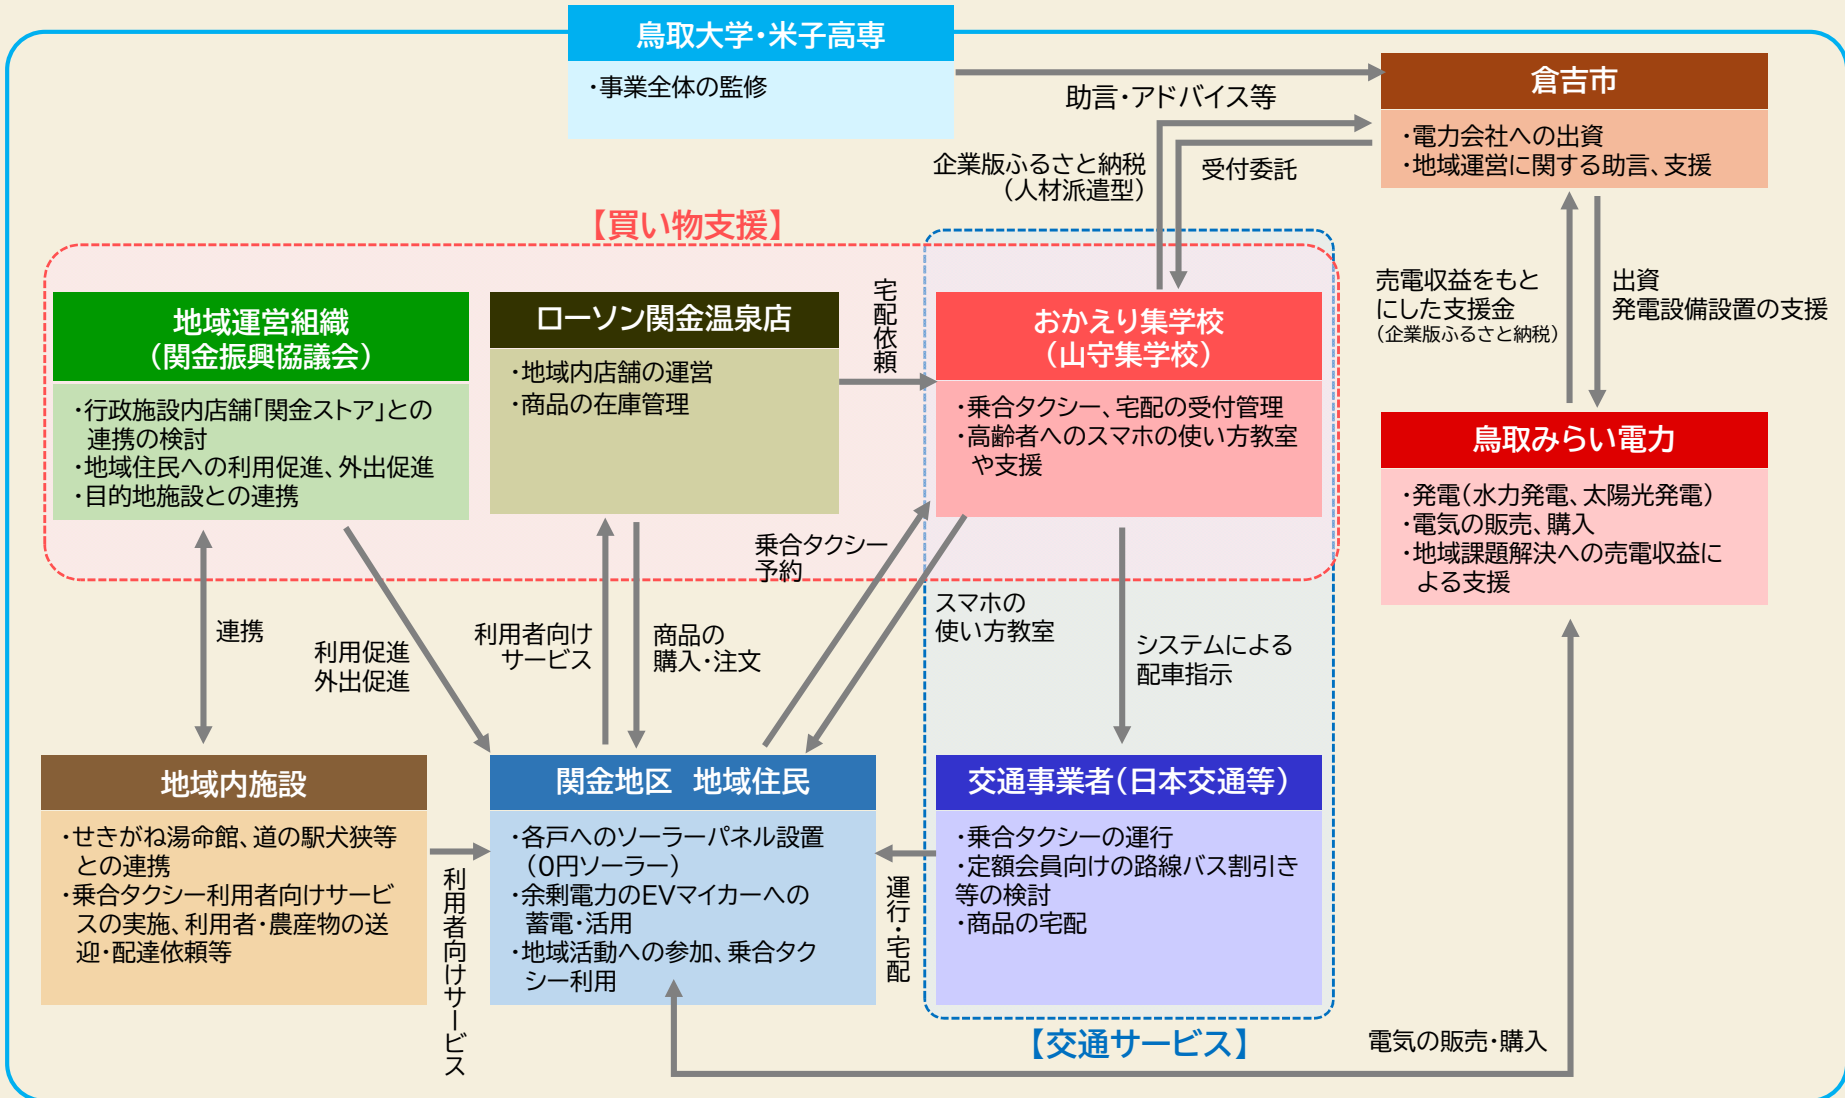 鳥取大学・米子高専
・事業全体の監修
助言・アドバイス等
倉吉市
・電力会社への出資
・地域運営に関する助言、支援
企業版ふるさと納税
（人材派遣型）
受付委託
【買い物支援】
売電収益をもと
にした支援金
（企業版ふるさと納税）
出資
発電設備設置の支援
地域運営組織
（関金振興協議会）
・行政施設内店舗「関金ストア」との
連携の検討
・地域住民への利用促進、外出促進
・目的地施設との連携
ローソン関金温泉店
・地域内店舗の運営
・商品の在庫管理
宅配依頼
おかえり集学校
（山守集学校）
・乗合タクシー、宅配の受付管理
・高齢者へのスマホの使い方教室
や支援
鳥取みらい電力
・発電（水力発電、太陽光発電）
・電気の販売、購入
・地域課題解決への売電収益に
よる支援
連携
利用促進
外出促進
利用者向け
サービス
商品の
購入・注文
乗合タクシー
予約
スマホの
使い方教室
システムによる
配車指示
地域内施設
・せきがね湯命館、道の駅犬狭等
との連携
・乗合タクシー利用者向けサービ
スの実施、利用者・農産物の送
迎・配達依頼等
利用者向けサービス
関金地区　地域住民
・各戸へのソーラーパネル設置
（0円ソーラー）
・余剰電力のEVマイカーへの
蓄電・活用
・地域活動への参加、乗合タク
シー利用
運行・宅配
交通事業者（日本交通等）
・乗合タクシーの運行
・定額会員向けの路線バス割引き
等の検討
・商品の宅配
【交通サービス】
電気の販売・購入